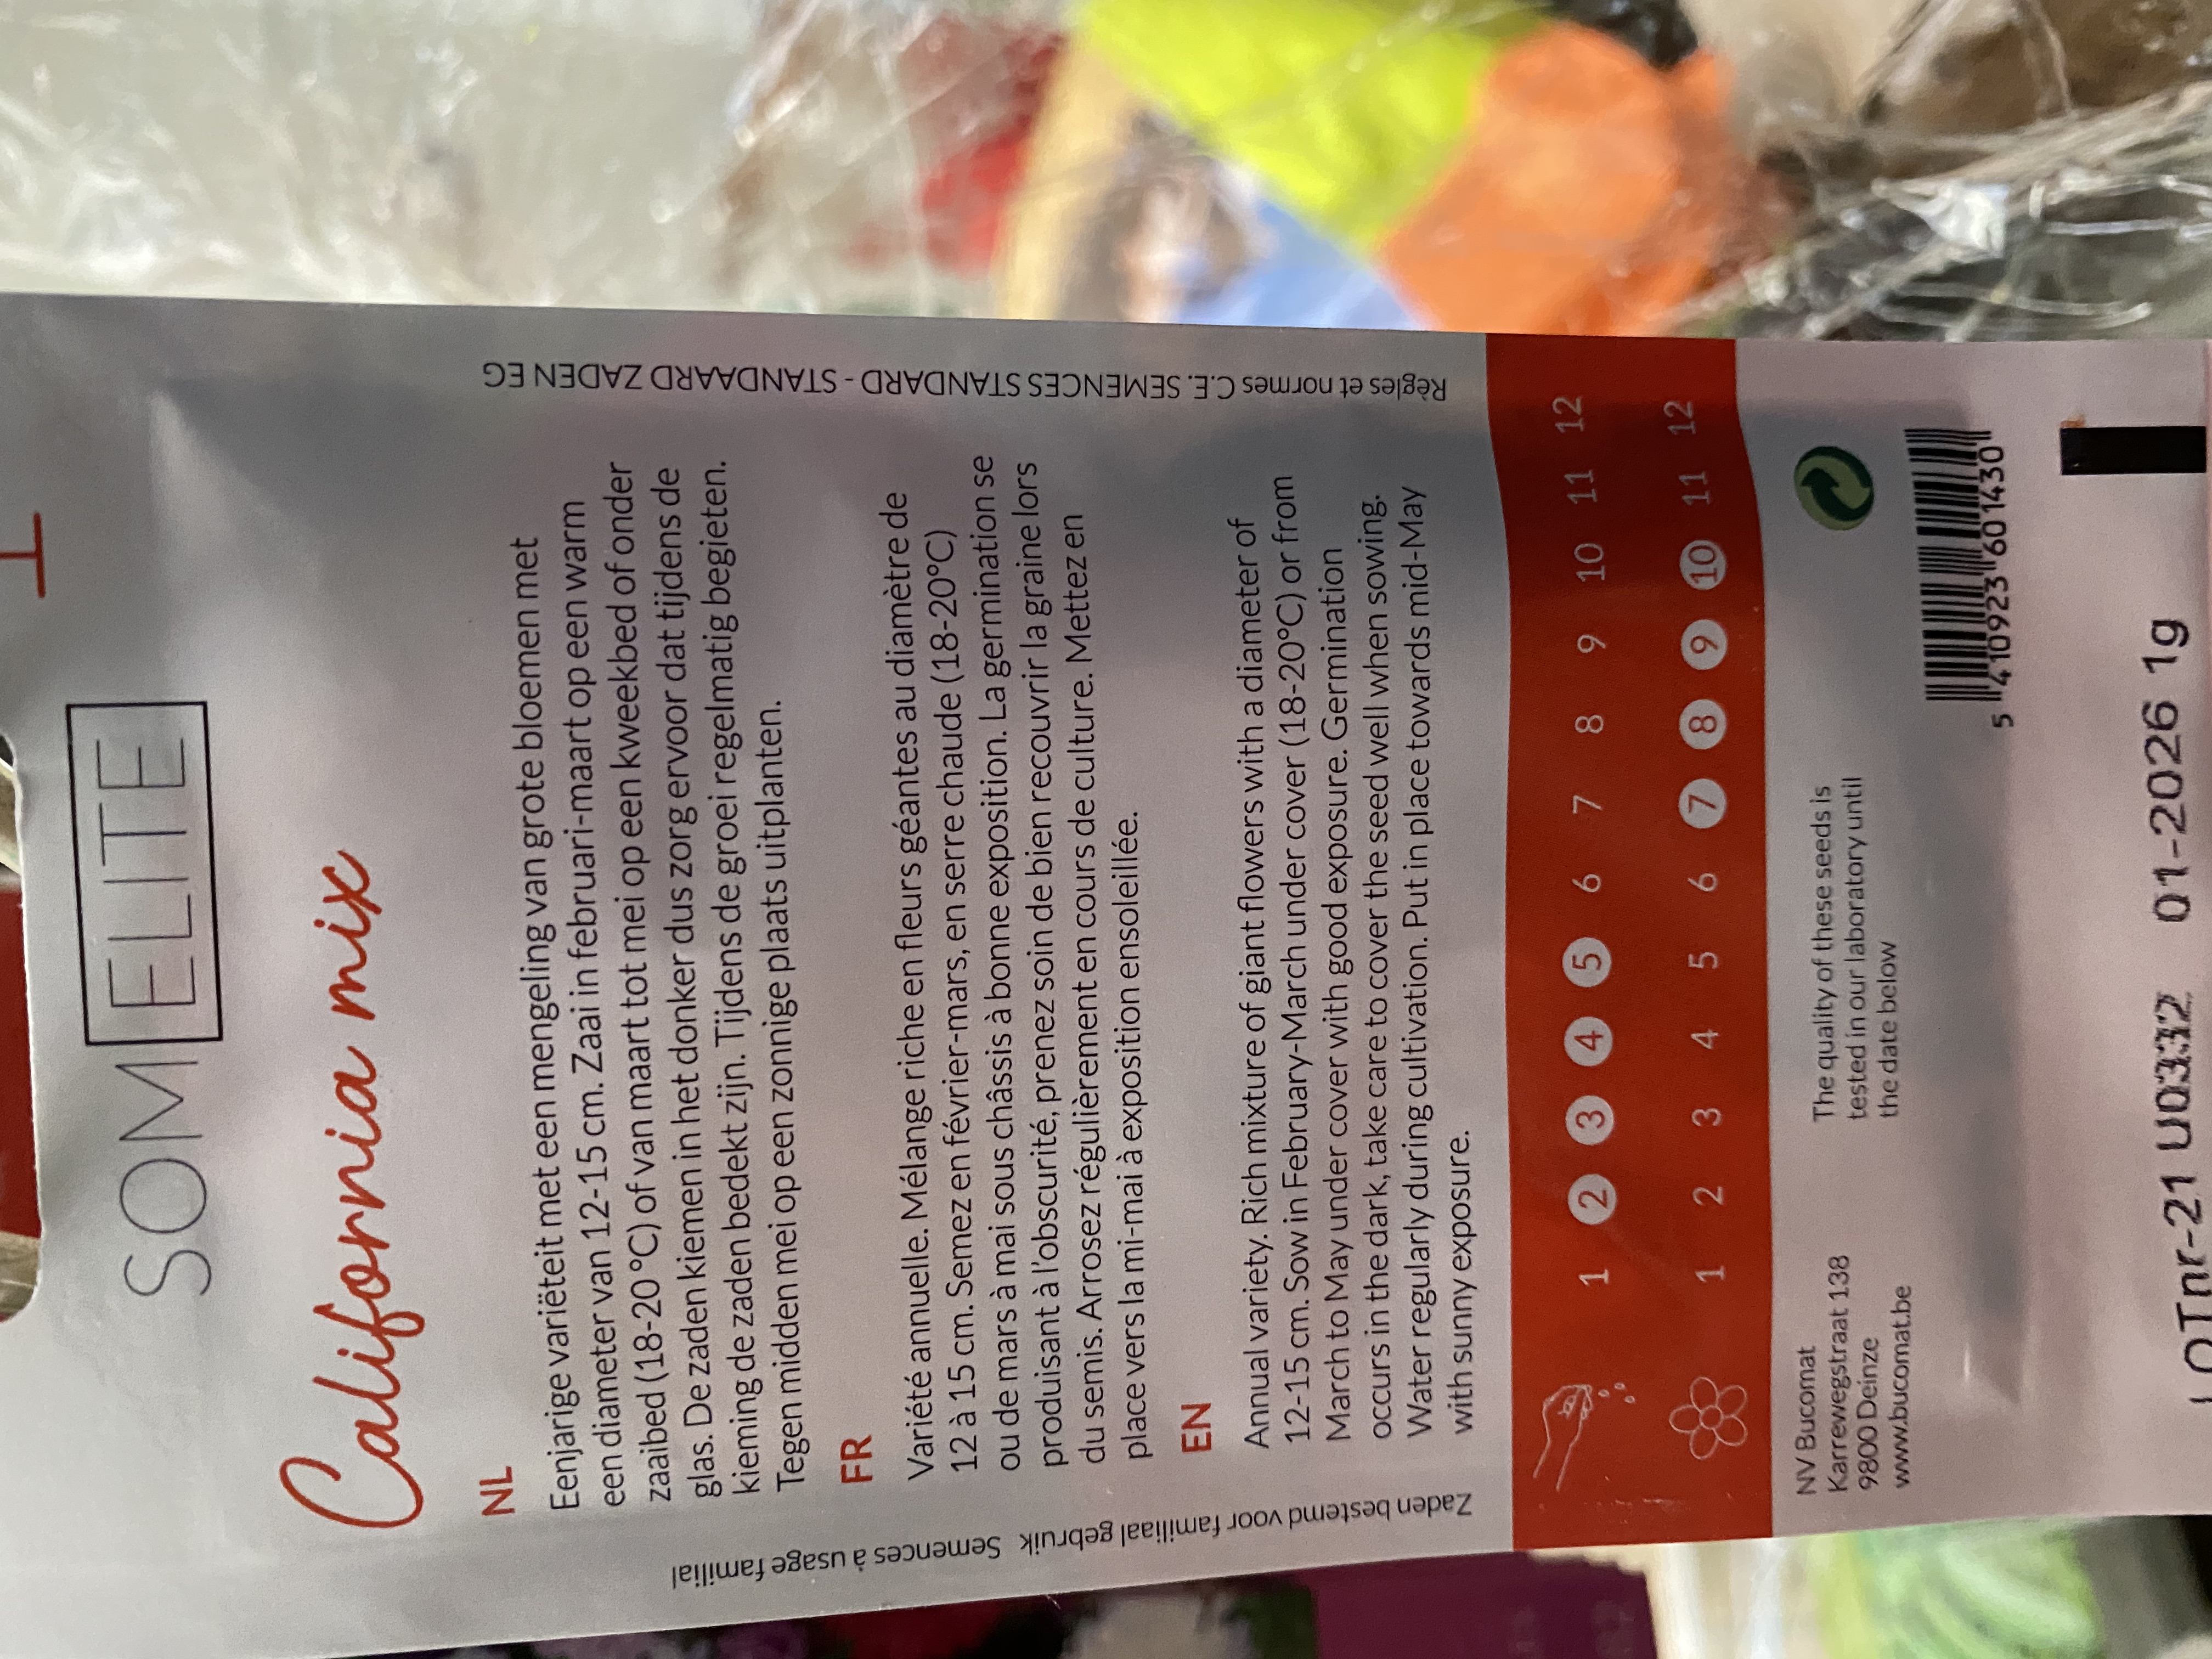 SOMELITE
California mix
NL
Eenjarige variëteit met een mengeling van grote bloemen met
een diameter van 12-15 cm. Zaai in februari-maart op een warm
zaaibed (18-20 °C) of van maart tot mei op een kweekbed of onder
glas. De zaden kiemen in het donker dus zorg ervoor dat tijdens de
kieming de zaden bedekt zijn. Tijdens de groei regelmatig begieten.
Tegen midden mei op een zonnige plaats uitplanten.
FR
Variété annuelle. Mélange riche en fleurs géantes au diamètre de
12 à 15 cm. Semez en février-mars, en serre chaude (18-20°C)
ou de mars à mai sous châssis à bonne exposition. La germination se
produisant à l'obscurité, prenez soin de bien recouvrir la graine lors
du semis. Arrosez régulièrement en cours de culture. Mettez en
place vers la mi-mai à exposition ensoleillée.
EN
Annual variety. Rich mixture of giant flowers with a diameter of
12-15 cm. Sow in February-March under cover (18-20°C) or from
March to May under cover with good exposure. Germination
occurs in the dark, take care to cover the seed well when sowing.
Water regularly during cultivation. Put in place towards mid-May
with sunny exposure.
Zaden bestemd voor familiaal gebruik Semences à usage familial
Règles et normes C.E. SEMENCES STANDARD - STANDAARD ZADEN EG
1 2 3 4 5 6 7 8 9 10 11 12
1 2 3 4 5 6 7 8 9 10 11 12
NV Bucomat
Karrewegstraat 138
9800 Deinze
www.bucomat.be
The quality of these seeds is
tested in our laboratory until
the date below
5 410923 601430
LOTnr-21 U0332 01-2026 1g